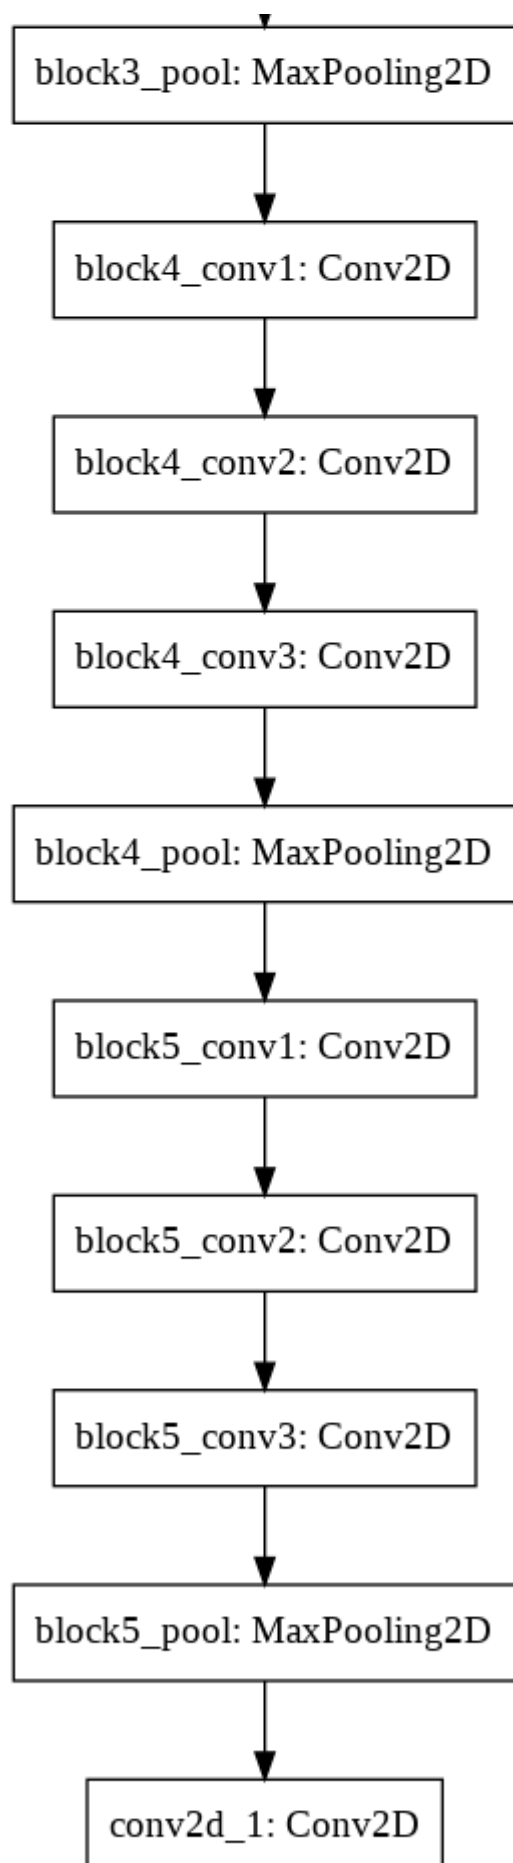 block3_pool: MaxPooling2D
block4_conv1: Conv2D
block4_conv2: Conv2D
block4_conv3: Conv2D
block4_pool: MaxPooling2D
block5_conv1: Conv2D
block5_conv2: Conv2D
block5_conv3: Conv2D
block5_pool: MaxPooling2D
conv2d_1: Conv2D